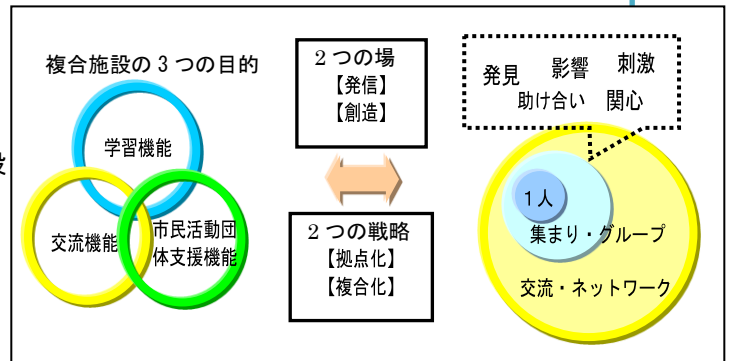 複合施設の３つの目的
学習機能
交流機能
市民活動団
体支援機能
２つの場
【発信】
【創造】
２つの戦略
【拠点化】
【複合化】
発見 影響 刺激
助け合い 関心
１人
集まり・グループ
交流・ネットワーク